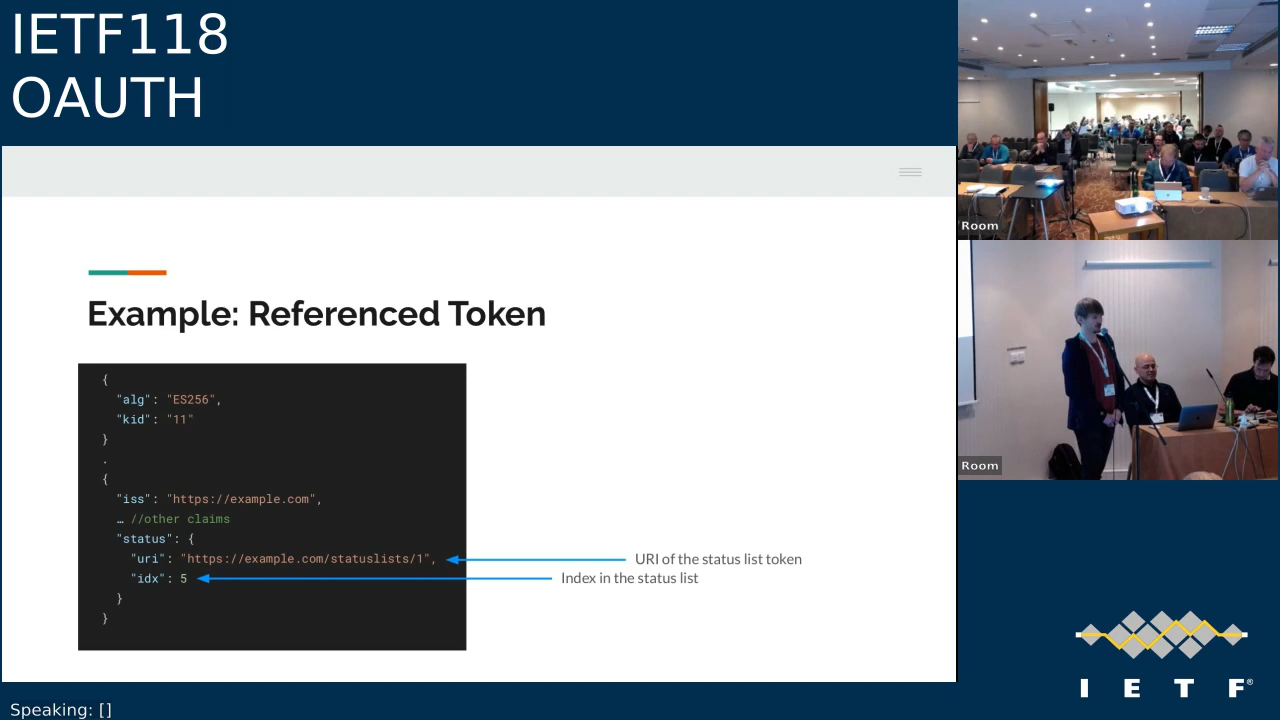 IETF118
OAUTH
Example: Referenced Token
{
"alg": "ES256",
"kid": "11"
}
.
{
"iss": "https://example.com",
… //other claims
"status": {
"uri": "https://example.com/statuslists/1",
"idx": 5
}
}
URI of the status list token
Index in the status list
Room
Room
I E T F®
Speaking: []